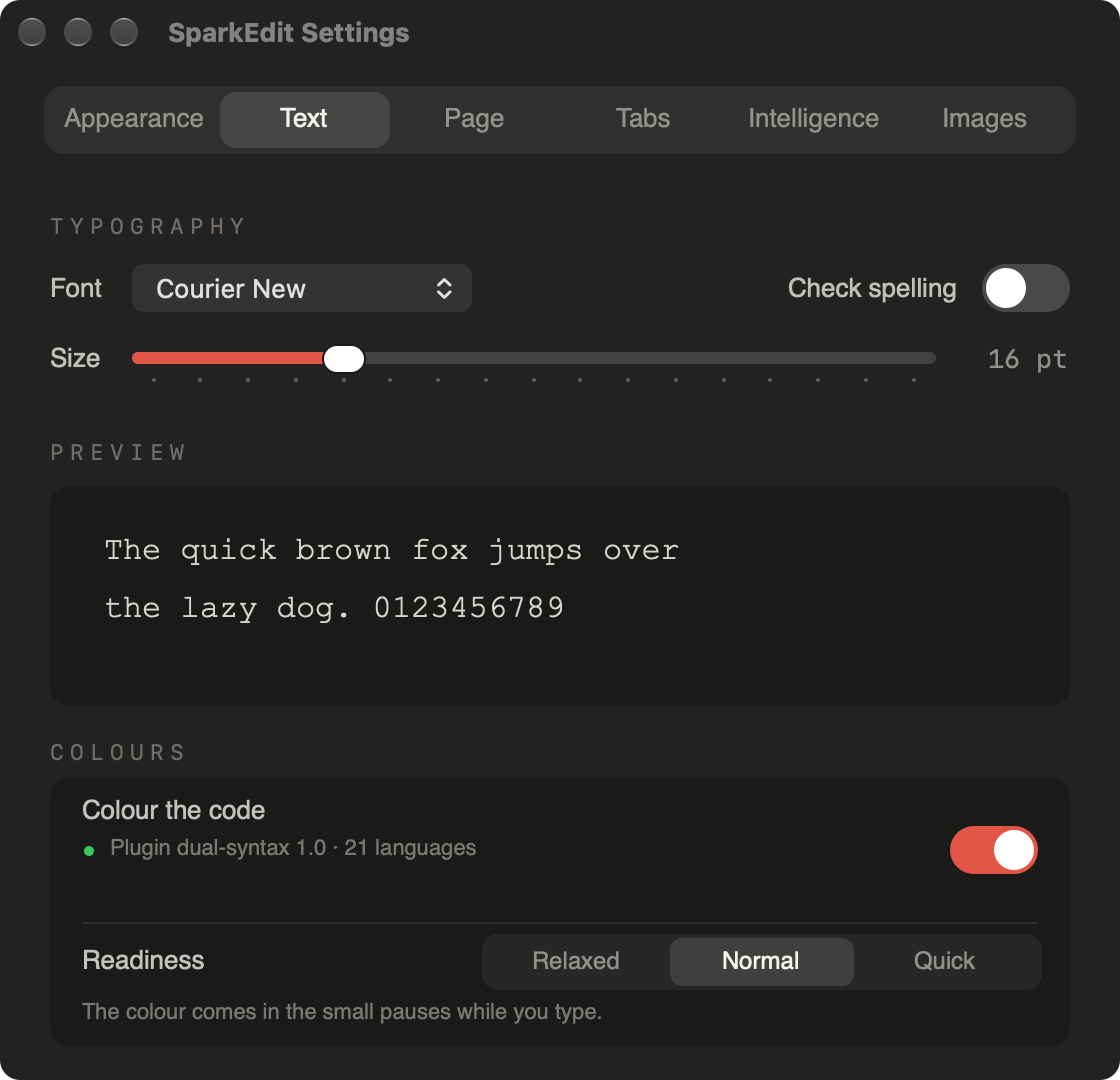 SparkEdit Settings
Appearance Text Page Tabs Intelligence Images
TYPOGRAPHY
Font Courier New Check spelling
Size 16 pt
PREVIEW
The quick brown fox jumps over
the lazy dog. 0123456789
COLOURS
Colour the code
Plugin dual-syntax 1.0 · 21 languages
Readiness Relaxed Normal Quick
The colour comes in the small pauses while you type.